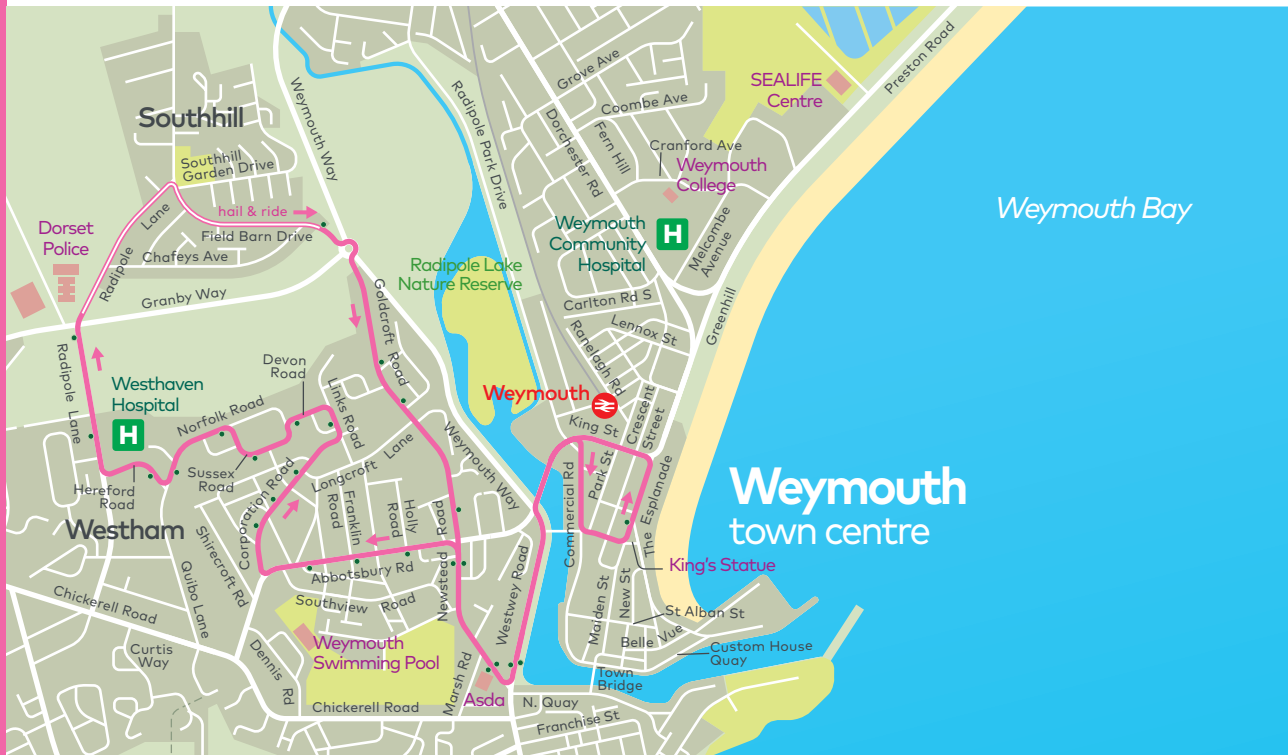 Southhill
Southhill
Garden Drive
Weymouth Way
Radipole Park Drive
Grove Ave
Coombe Ave
Dorchester Rd
Fern Hill
Cranford Ave
Weymouth
College
SEALIFE
Centre
Preston Road
Weymouth Bay
Dorset
Police
Radipole Lane
hail & ride
Field Barn Drive
Chafeys Ave
Granby Way
Weymouth
Community
Hospital
H
Melcombe
Avenue
Radipole Lake
Nature Reserve
Goldcroft Road
Carlton Rd S
Lennox St
Ranelagh Rd
Greenhill
Radipole Lane
Westhaven
Hospital
H
Devon
Road
Norfolk Road
Links Road
Weymouth
King St
Crescent
Street
Hereford
Road
Sussex
Road
Longcroft Lane
Weymouth Way
Commercial Rd
Park St
The Esplanade
Weymouth
town centre
Westham
Corporation Road
Franklin
Road
Holly
Road
Newstead Road
Abbotsbury Rd
Shirecroft Rd
Quibo Lane
Westwey Road
King's Statue
Maiden St
New St
St Alban St
Belle Vue
Custom House
Quay
Chickerell Road
Southview Road
Curtis
Way
Dennis Rd
Weymouth
Swimming Pool
Marsh Rd
Asda
Town
Bridge
N. Quay
Chickerell Road
Franchise St